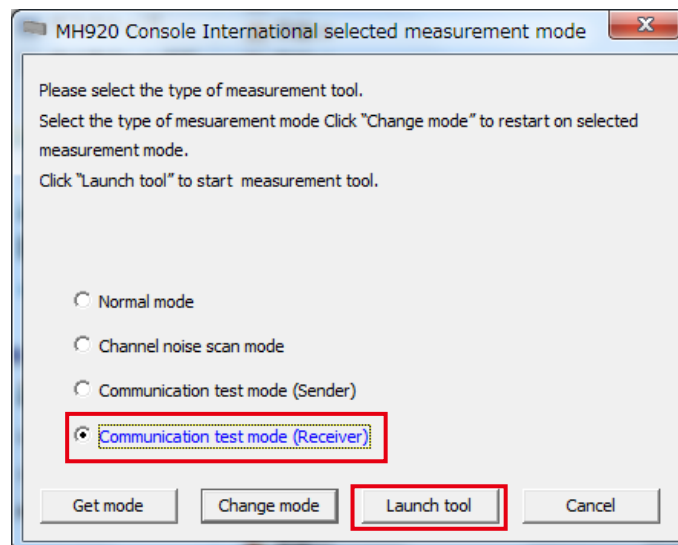 MH920 Console International selected measurement mode
Please select the type of measurement tool.
Select the type of mesuarement mode Click "Change mode" to restart on selected
measurement mode.
Click "Launch tool" to start measurement tool.
Normal mode
Channel noise scan mode
Communication test mode (Sender)
Communication test mode (Receiver)
Get mode Change mode Launch tool Cancel